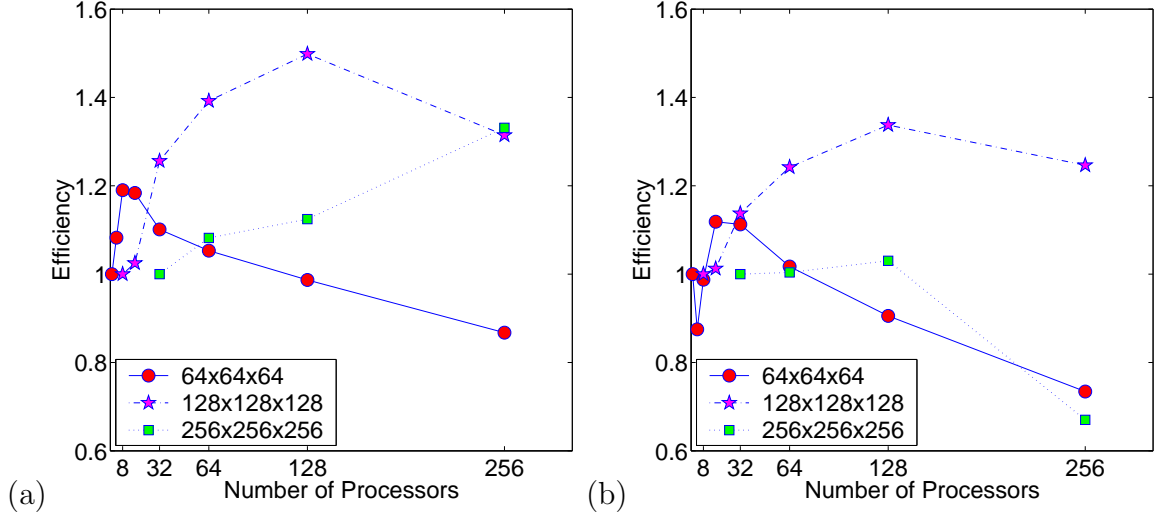 1.6
1.4
1.2
1
0.8
0.6
Efficiency
64x64x64
128x128x128
256x256x256
8 32 64 128 256
Number of Processors
(a)
1.6
1.4
1.2
1
0.8
0.6
Efficiency
64x64x64
128x128x128
256x256x256
8 32 64 128 256
Number of Processors
(b)